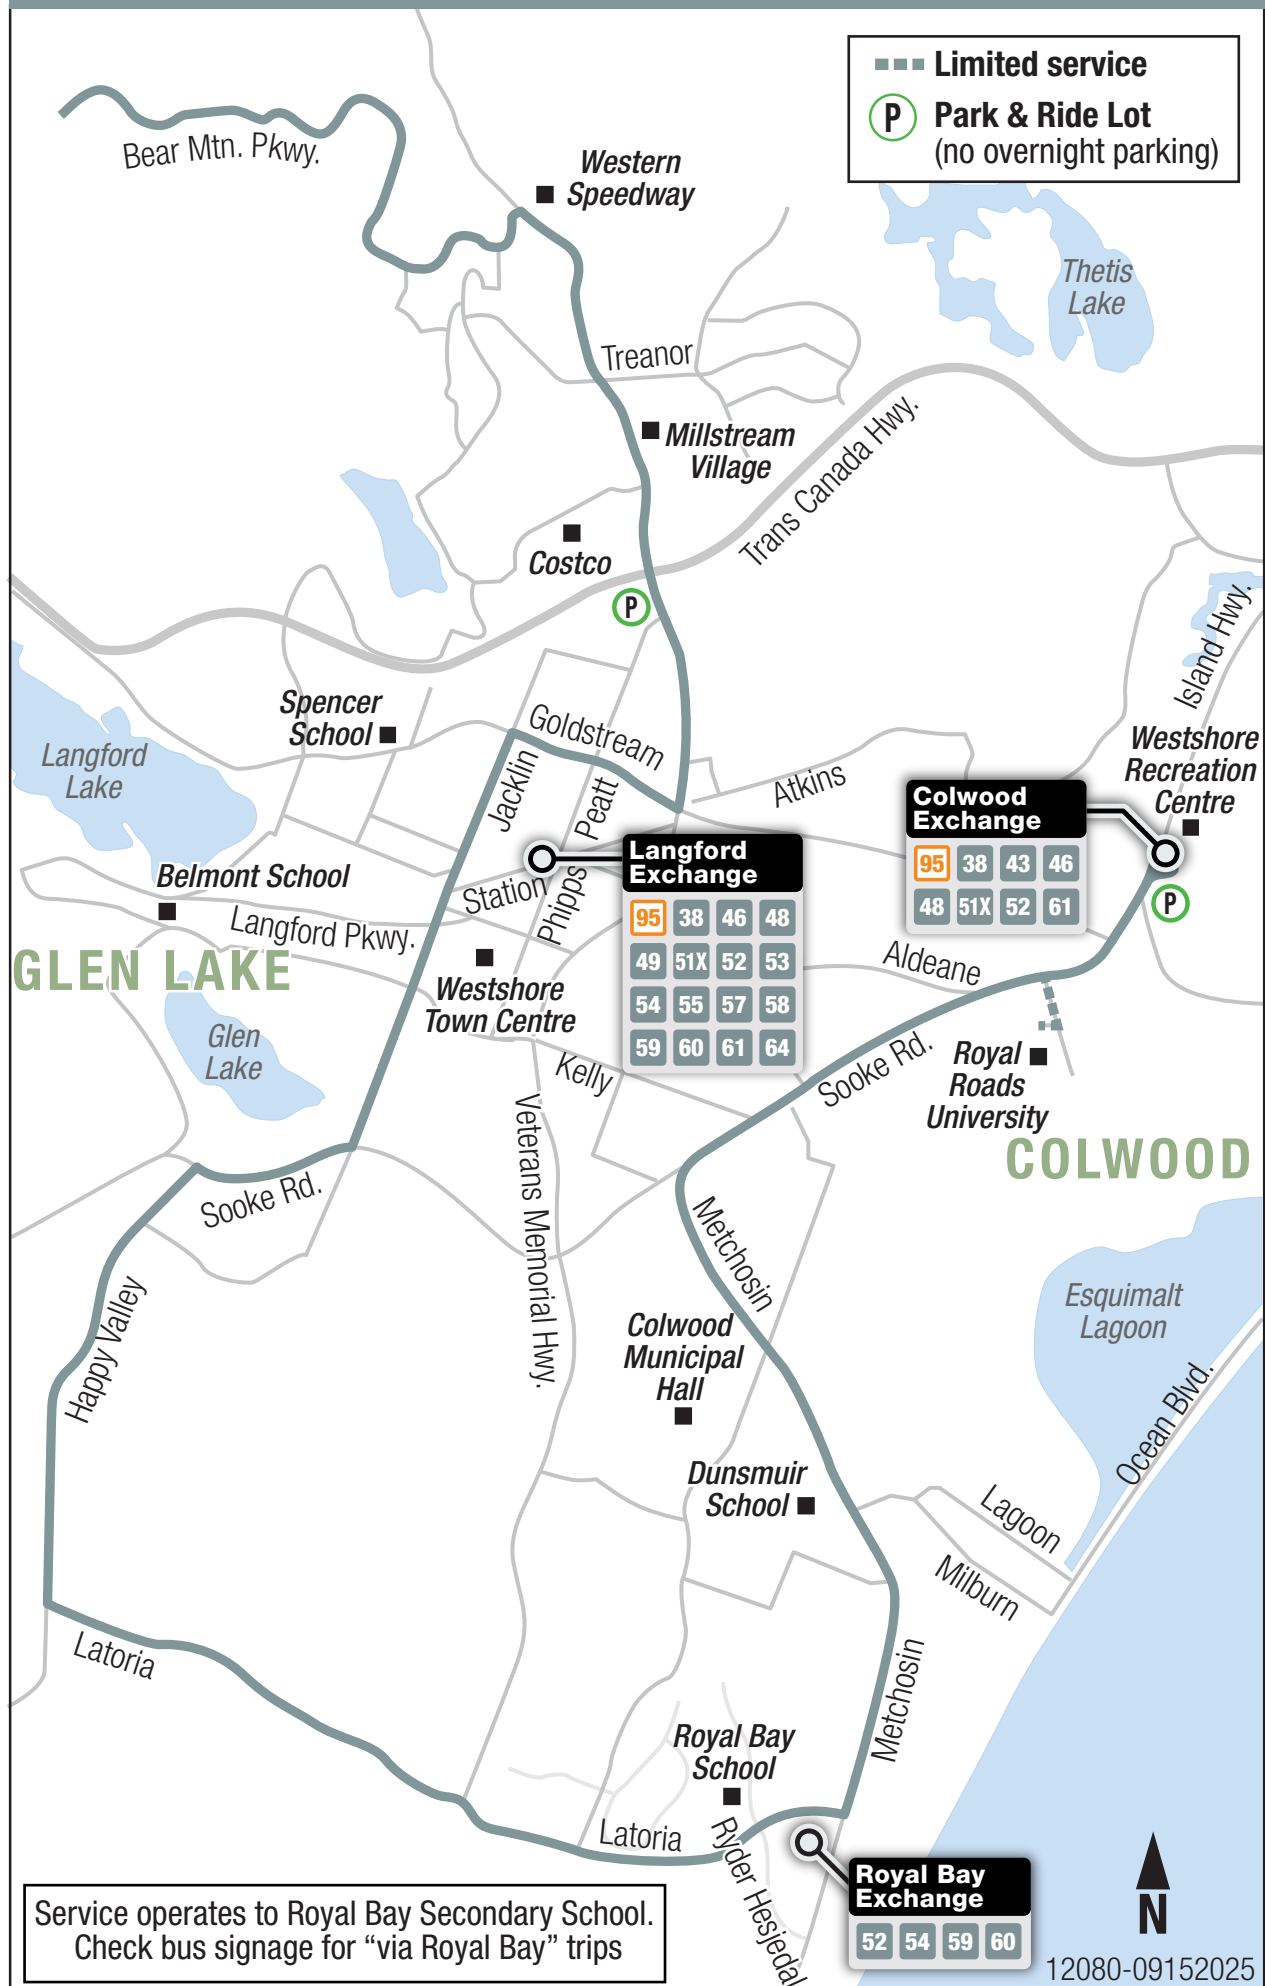 Limited service
P Park & Ride Lot
(no overnight parking)
Bear Mtn. Pkwy.
Western
Speedway
Thetis
Lake
Treanor
Millstream
Village
Trans Canada Hwy.
Costco
P
Island Hwy.
Spencer
School
Goldstream
Langford
Lake
Jacklin
Peatt
Atkins
Westshore
Recreation
Centre
Colwood
Exchange
95 38 43 46
48 51X 52 61
P
Langford
Exchange
95 38 46 48
49 51X 52 53
54 55 57 58
59 60 61 64
Belmont School
Station
Phipps
Langford Pkwy.
GLEN LAKE
Westshore
Town Centre
Aldeane
Glen
Lake
Kelly
Sooke Rd.
Royal
Roads
University
COLWOOD
Veterans Memorial Hwy.
Sooke Rd.
Metchosin
Happy Valley
Colwood
Municipal
Hall
Esquimalt
Lagoon
Ocean Blvd.
Dunsmuir
School
Lagoon
Milburn
Latoria
Metchosin
Royal Bay
School
Latoria
Ryder Hesjedal
Royal Bay
Exchange
52 54 59 60
N
Service operates to Royal Bay Secondary School.
Check bus signage for “via Royal Bay” trips
12080-09152025